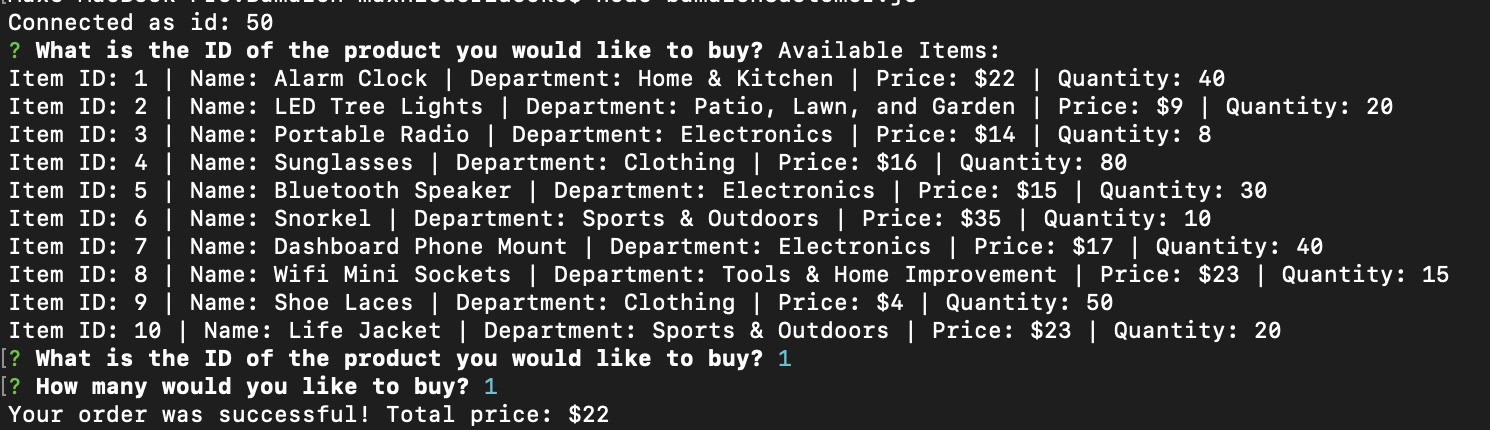 Connected as id: 50
? What is the ID of the product you would like to buy? Available Items:
Item ID: 1 | Name: Alarm Clock | Department: Home & Kitchen | Price: $22 | Quantity: 40
Item ID: 2 | Name: LED Tree Lights | Department: Patio, Lawn, and Garden | Price: $9 | Quantity: 20
Item ID: 3 | Name: Portable Radio | Department: Electronics | Price: $14 | Quantity: 8
Item ID: 4 | Name: Sunglasses | Department: Clothing | Price: $16 | Quantity: 80
Item ID: 5 | Name: Bluetooth Speaker | Department: Electronics | Price: $15 | Quantity: 30
Item ID: 6 | Name: Snorkel | Department: Sports & Outdoors | Price: $35 | Quantity: 10
Item ID: 7 | Name: Dashboard Phone Mount | Department: Electronics | Price: $17 | Quantity: 40
Item ID: 8 | Name: Wifi Mini Sockets | Department: Tools & Home Improvement | Price: $23 | Quantity: 15
Item ID: 9 | Name: Shoe Laces | Department: Clothing | Price: $4 | Quantity: 50
Item ID: 10 | Name: Life Jacket | Department: Sports & Outdoors | Price: $23 | Quantity: 20
[? What is the ID of the product you would like to buy? 1
[? How many would you like to buy? 1
Your order was successful! Total price: $22